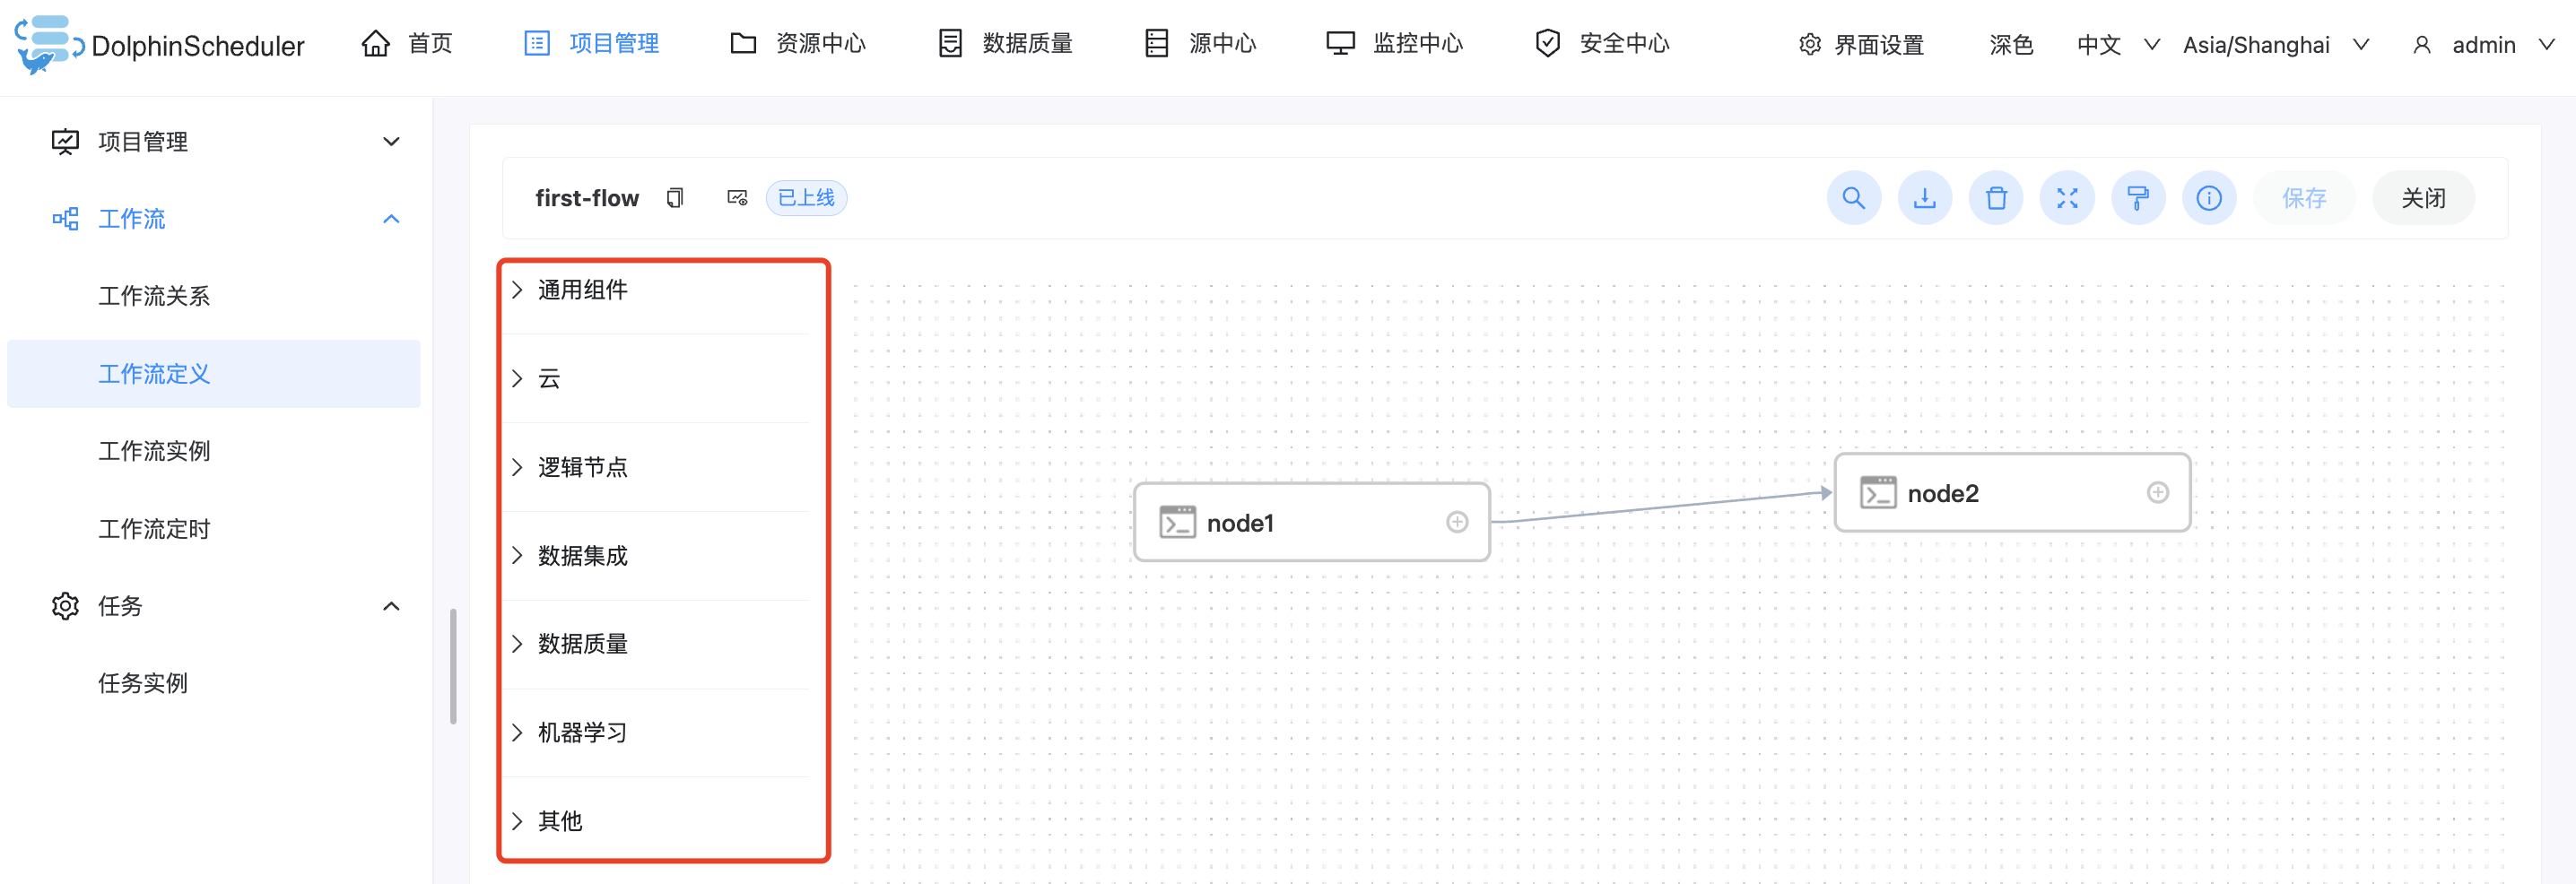 DolphinScheduler 首页 项目管理 资源中心 数据质量 源中心 监控中心 安全中心 界面设置 深色 中文 Asia/Shanghai admin
项目管理
工作流
工作流关系
工作流定义
工作流实例
工作流定时
任务
任务实例
first-flow 已上线 保存 关闭
通用组件
云
逻辑节点
数据集成
数据质量
机器学习
其他
node1
node2